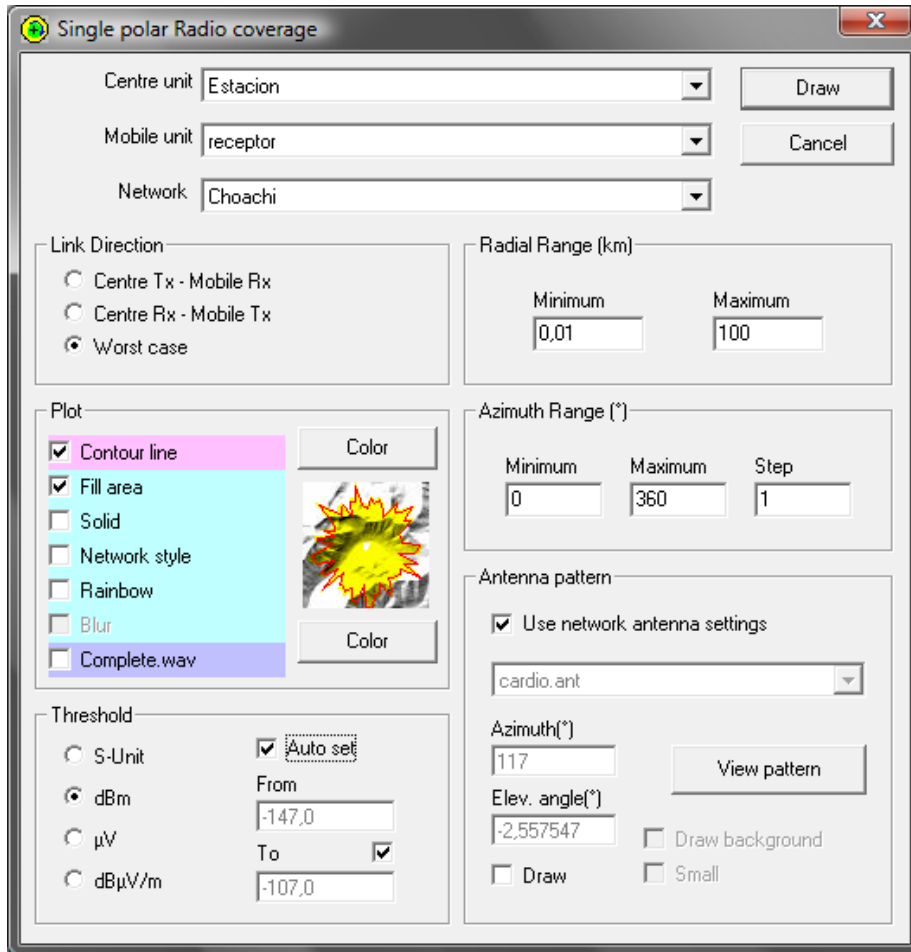 Single polar Radio coverage
Centre unit Estacion
Draw
Mobile unit receptor
Cancel
Network Choachi
Link Direction
Centre Tx - Mobile Rx
Centre Rx - Mobile Tx
Worst case
Radial Range (km)
Minimum Maximum
0,01 100
Plot
Contour line
Fill area
Solid
Network style
Rainbow
Blur
Complete.wav
Color
Color
Azimuth Range (°)
Minimum Maximum Step
0 360 1
Threshold
S-Unit
dBm
µV
dBµV/m
Auto set
From
-147,0
To
-107,0
Antenna pattern
Use network antenna settings
cardio.ant
Azimuth(°)
117
View pattern
Elev. angle(°)
-2,557547
Draw background
Draw
Small